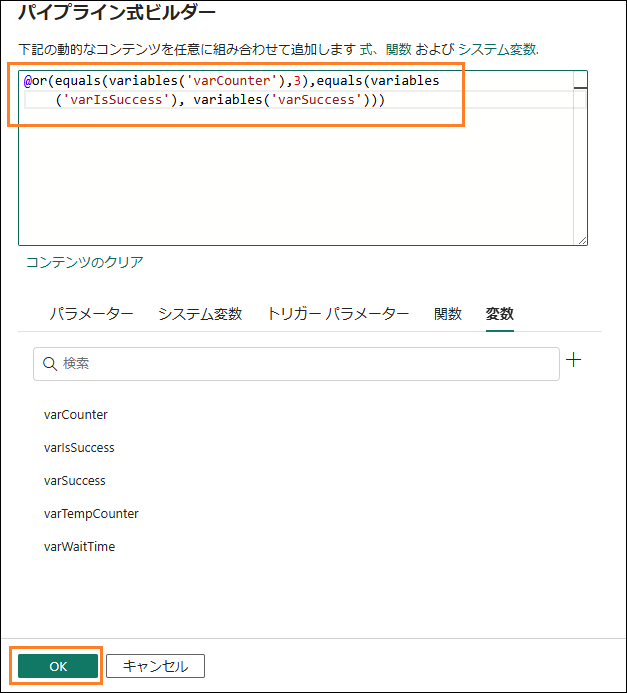 パイプライン式ビルダー
下記の動的なコンテンツを任意に組み合わせて追加します 式、関数 および システム変数.
@or(equals(variables('varCounter'),3),equals(variables
('varIsSuccess'), variables('varSuccess')))
コンテンツのクリア
パラメーター システム変数 トリガー パラメーター 関数 変数
検索
varCounter
varIsSuccess
varSuccess
varTempCounter
varWaitTime
OK キャンセル